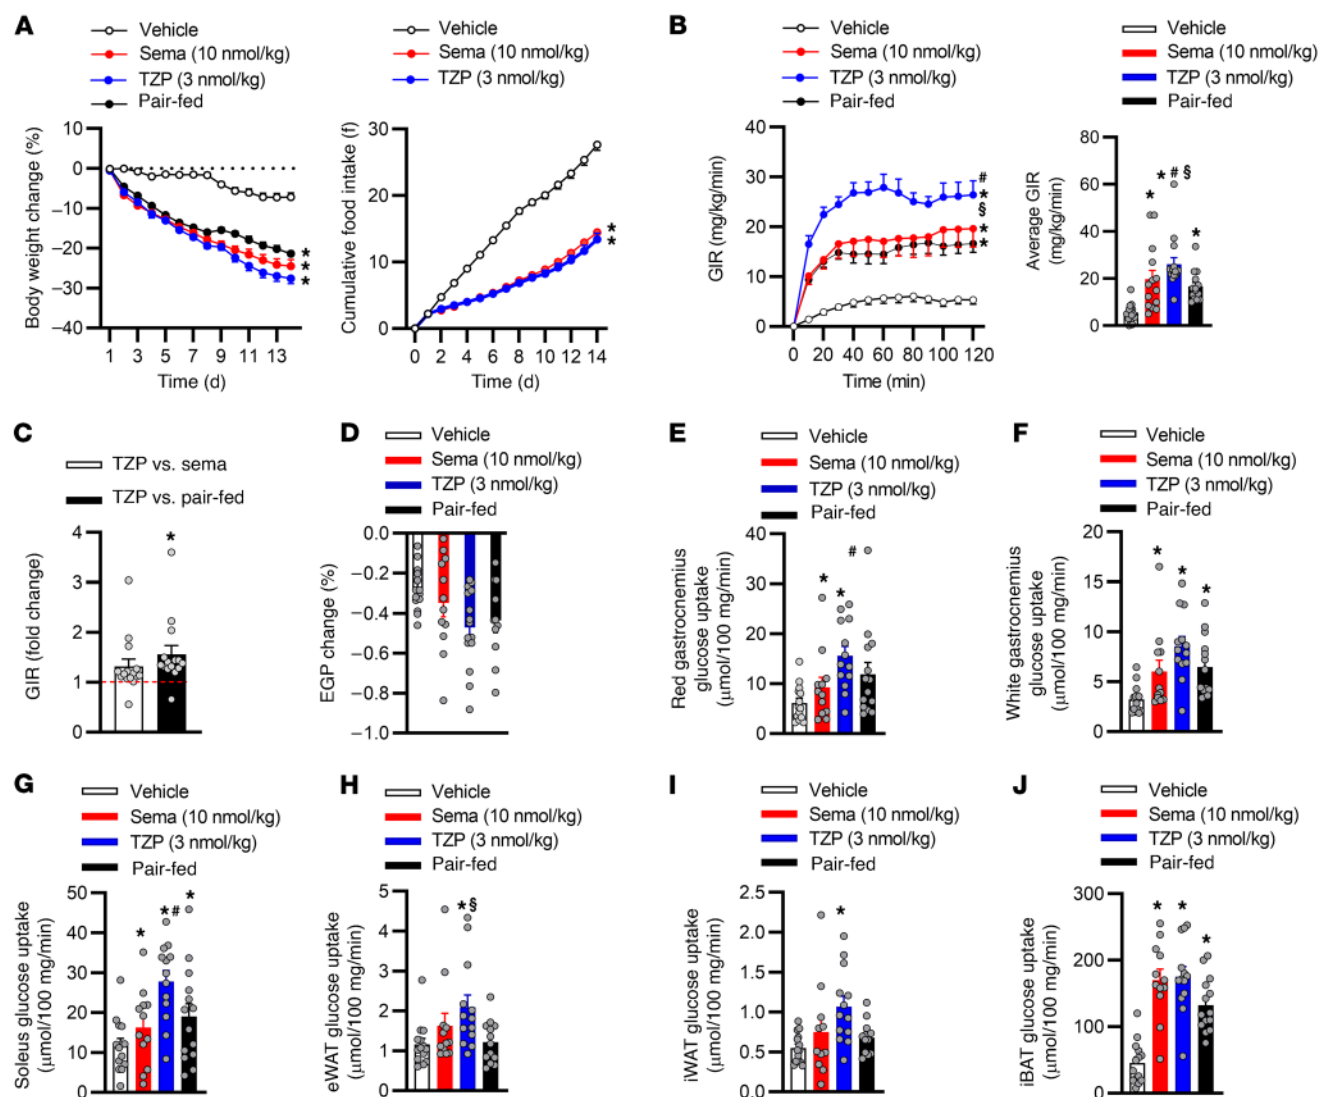 A
Vehicle
Sema (10 nmol/kg)
TZP (3 nmol/kg)
Pair-fed
Body weight change (%)
10
0
−10
−20
−30
−40
1 3 5 7 9 11 13
Time (d)
*
*
*
Vehicle
Sema (10 nmol/kg)
TZP (3 nmol/kg)
Cumulative food intake (f)
30
20
10
0
0 2 4 6 8 10 12 14
Time (d)
*
*
B
Vehicle
Sema (10 nmol/kg)
TZP (3 nmol/kg)
Pair-fed
GIR (mg/kg/min)
40
30
20
10
0
0 20 40 60 80 100 120
Time (min)
#
*
§
*
*
Vehicle
Sema (10 nmol/kg)
TZP (3 nmol/kg)
Pair-fed
Average GIR
(mg/kg/min)
80
60
40
20
0
* * # § *
C
TZP vs. sema
TZP vs. pair-fed
GIR (fold change)
4
3
2
1
0
*
D
Vehicle
Sema (10 nmol/kg)
TZP (3 nmol/kg)
Pair-fed
EGP change (%)
0.0
−0.2
−0.4
−0.6
−0.8
−1.0
E
Vehicle
Sema (10 nmol/kg)
TZP (3 nmol/kg)
Pair-fed
Red gastrocnemius
glucose uptake
(μmol/100 mg/min)
40
30
20
10
0
* * #
F
Vehicle
Sema (10 nmol/kg)
TZP (3 nmol/kg)
Pair-fed
White gastrocnemius
glucose uptake
(μmol/100 mg/min)
20
15
10
5
0
* * *
G
Vehicle
Sema (10 nmol/kg)
TZP (3 nmol/kg)
Pair-fed
Soleus glucose uptake
(μmol/100 mg/min)
50
40
30
20
10
0
* *# *
H
Vehicle
Sema (10 nmol/kg)
TZP (3 nmol/kg)
Pair-fed
eWAT glucose uptake
(μmol/100 mg/min)
5
4
3
2
1
0
*§
I
Vehicle
Sema (10 nmol/kg)
TZP (3 nmol/kg)
Pair-fed
iWAT glucose uptake
(μmol/100 mg/min)
2.5
2.0
1.5
1.0
0.5
0.0
*
J
Vehicle
Sema (10 nmol/kg)
TZP (3 nmol/kg)
Pair-fed
iBAT glucose uptake
(μmol/100 mg/min)
300
200
100
0
* * *